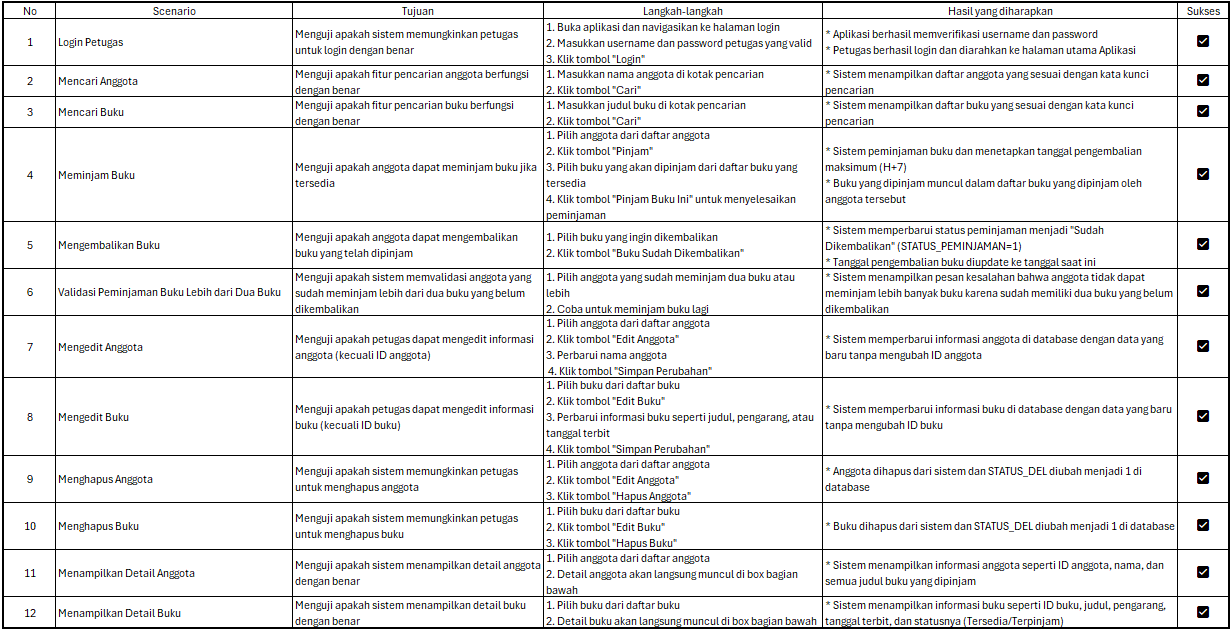 No Scenario Tujuan Langkah-langkah Hasil yang diharapkan Sukses
1
Login Petugas
Menguji apakah sistem memungkinkan petugas
untuk login dengan benar
1. Buka aplikasi dan navigasikan ke halaman login
2. Masukkan username dan password petugas yang valid
3. Klik tombol "Login"
* Aplikasi berhasil memverifikasi username dan password
* Petugas berhasil login dan diarahkan ke halaman utama Aplikasi
2
Mencari Anggota
Menguji apakah fitur pencarian anggota berfungsi
dengan benar
1. Masukkan nama anggota di kotak pencarian
2. Klik tombol "Cari"
* Sistem menampilkan daftar anggota yang sesuai dengan kata kunci
pencarian
3
Mencari Buku
Menguji apakah fitur pencarian buku berfungsi
dengan benar
1. Masukkan judul buku di kotak pencarian
2. Klik tombol "Cari"
* Sistem menampilkan daftar buku yang sesuai dengan kata kunci
pencarian
4
Meminjam Buku
Menguji apakah anggota dapat meminjam buku jika
tersedia
1. Pilih anggota dari daftar anggota
2. Klik tombol "Pinjam"
3. Pilih buku yang akan dipinjam dari daftar buku yang
tersedia
4. Klik tombol "Pinjam Buku Ini" untuk menyelesaikan
peminjaman
* Sistem peminjaman buku dan menetapkan tanggal pengembalian
maksimum (H+7)
* Buku yang dipinjam muncul dalam daftar buku yang dipinjam oleh
anggota tersebut
5
Mengembalikan Buku
Menguji apakah anggota dapat mengembalikan
buku yang telah dipinjam
1. Pilih buku yang ingin dikembalikan
2. Klik tombol "Buku Sudah Dikembalikan"
* Sistem memperbarui status peminjaman menjadi "Sudah
Dikembalikan" (STATUS_PEMINJAMAN=1)
* Tanggal pengembalian buku diupdate ke tanggal saat ini
6
Validasi Peminjaman Buku Lebih dari Dua Buku
Menguji apakah sistem memvalidasi anggota yang
sudah meminjam lebih dari dua buku yang belum
dikembalikan
1. Pilih anggota yang sudah meminjam dua buku atau
lebih
2. Coba untuk meminjam buku lagi
* Sistem menampilkan pesan kesalahan bahwa anggota tidak dapat
meminjam lebih banyak buku karena sudah memiliki dua buku yang belum
dikembalikan
7
Mengedit Anggota
Menguji apakah petugas dapat mengedit informasi
anggota (kecuali ID anggota)
1. Pilih anggota dari daftar anggota
2. Klik tombol "Edit Anggota"
3. Perbarui nama anggota
4. Klik tombol "Simpan Perubahan"
* Sistem memperbarui informasi anggota di database dengan data yang
baru tanpa mengubah ID anggota
8
Mengedit Buku
Menguji apakah petugas dapat mengedit informasi
buku (kecuali ID buku)
1. Pilih buku dari daftar buku
2. Klik tombol "Edit Buku"
3. Perbarui informasi buku seperti judul, pengarang, atau
tanggal terbit
4. Klik tombol "Simpan Perubahan"
* Sistem memperbarui informasi buku di database dengan data yang baru
tanpa mengubah ID buku
9
Menghapus Anggota
Menguji apakah sistem memungkinkan petugas
untuk menghapus anggota
1. Pilih anggota dari daftar anggota
2. Klik tombol "Edit Anggota"
3. Klik tombol "Hapus Anggota"
* Anggota dihapus dari sistem dan STATUS_DEL diubah menjadi 1 di
database
10
Menghapus Buku
Menguji apakah sistem memungkinkan petugas
untuk menghapus buku
1. Pilih buku dari daftar buku
2. Klik tombol "Edit Buku"
3. Klik tombol "Hapus Buku"
* Buku dihapus dari sistem dan STATUS_DEL diubah menjadi 1 di database
11
Menampilkan Detail Anggota
Menguji apakah sistem menampilkan detail anggota
dengan benar
1. Pilih anggota dari daftar anggota
2. Detail anggota akan langsung muncul di box bagian
bawah
* Sistem menampilkan informasi anggota seperti ID anggota, nama, dan
semua judul buku yang dipinjam
12
Menampilkan Detail Buku
Menguji apakah sistem menampilkan detail buku
dengan benar
1. Pilih buku dari daftar buku
2. Detail buku akan langsung muncul di box bagian bawah
* Sistem menampilkan informasi buku seperti ID buku, judul, pengarang,
tanggal terbit, dan statusnya (Tersedia/Terpinjam)